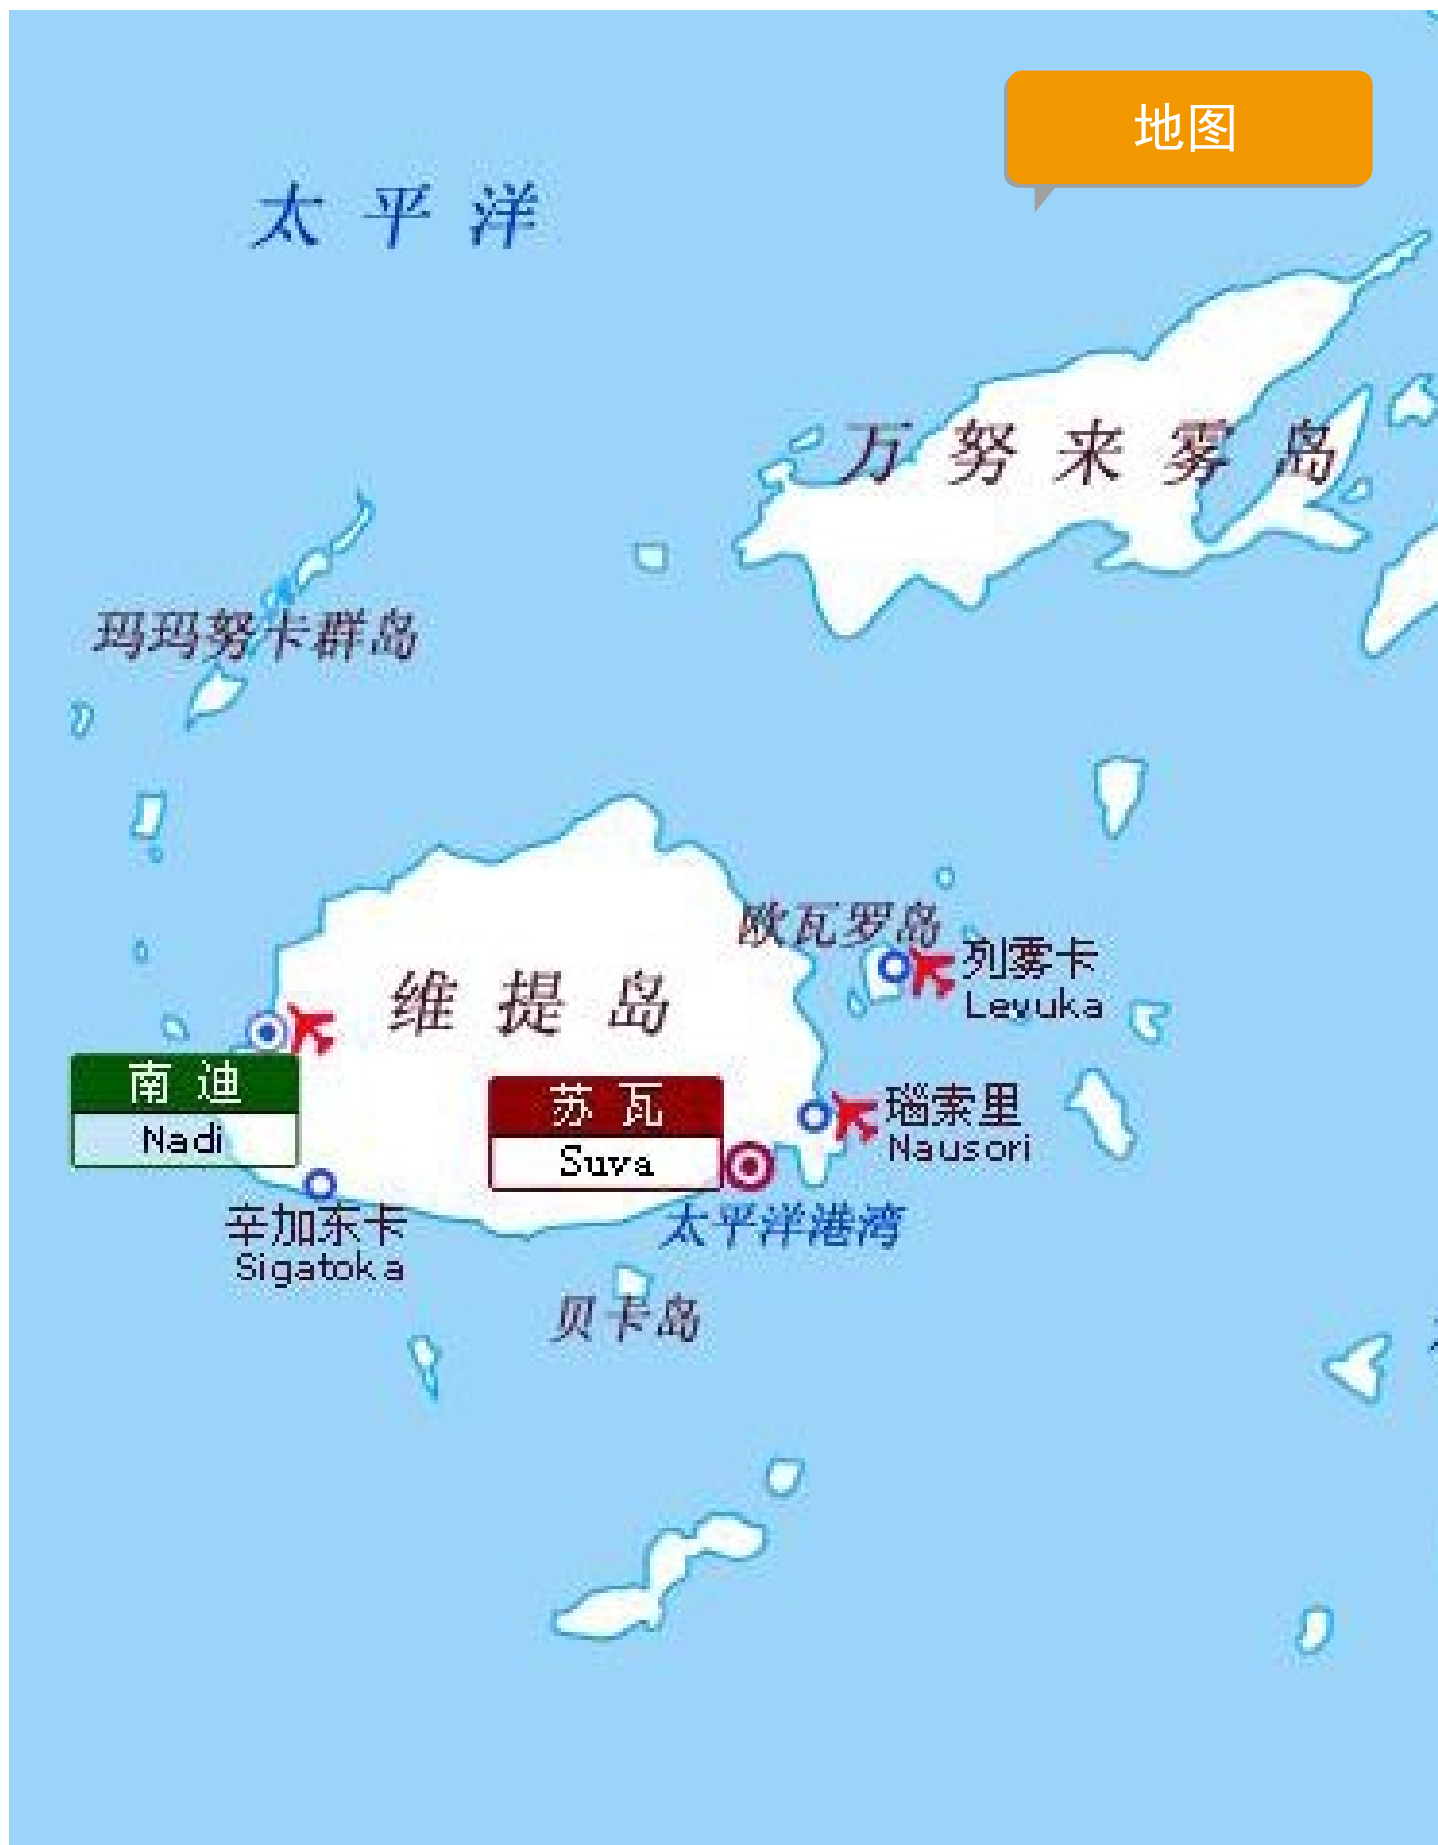 地图
太平洋
万努来雾岛
玛玛努卡群岛
欧瓦罗岛
列雾卡
Levuka
维提岛
南迪
Nadi
苏瓦
Suva
瑙索里
Nausori
太平洋港湾
辛加东卡
Sigatoka
贝卡岛